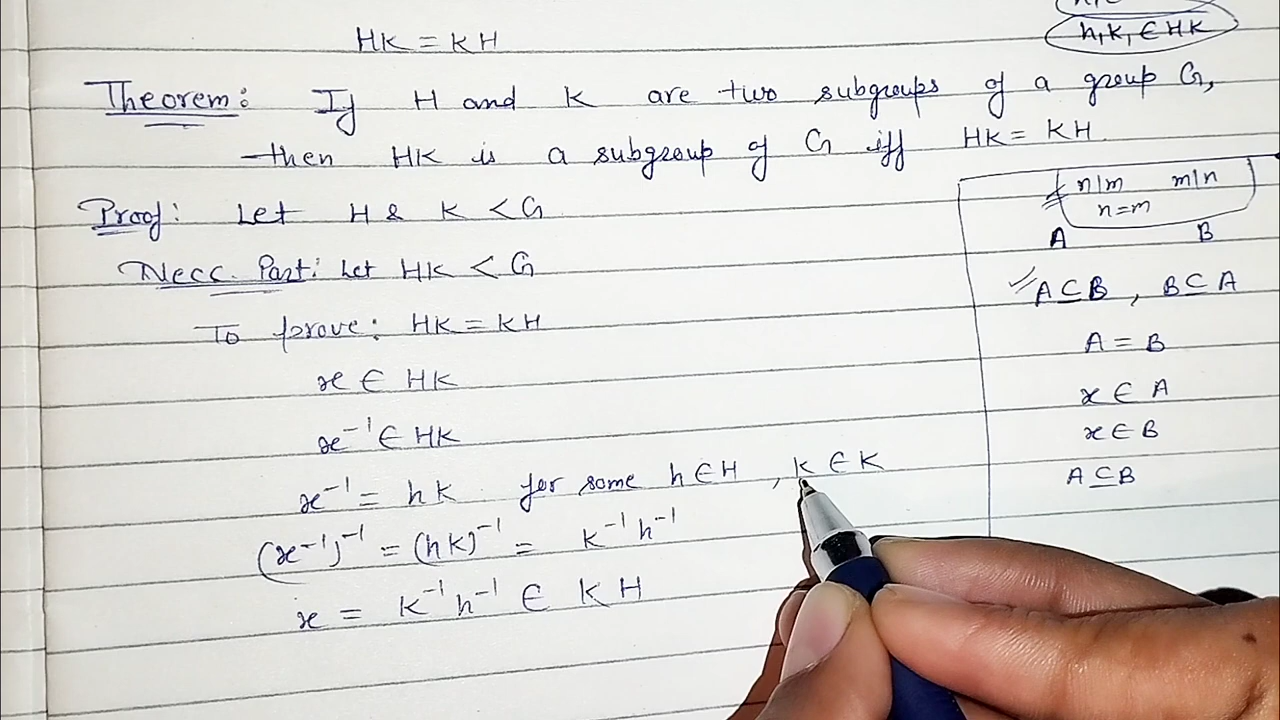 HK = KH
h₁k₁ ∈ HK
Theorem: If H and K are two subgroups of a group G,
then HK is a subgroup of G iff HK = KH.
Proof: Let H & K < G
Necc. Part: Let HK < G
To prove: HK = KH
x ∈ HK
x⁻¹ ∈ HK
x⁻¹ = hk for some h ∈ H, k ∈ K
(x⁻¹)⁻¹ = (hk)⁻¹ = k⁻¹h⁻¹
x = k⁻¹h⁻¹ ∈ KH
n|m m|n
n=m
A B
A ⊆ B, B ⊆ A
A = B
x ∈ A
x ∈ B
A ⊆ B